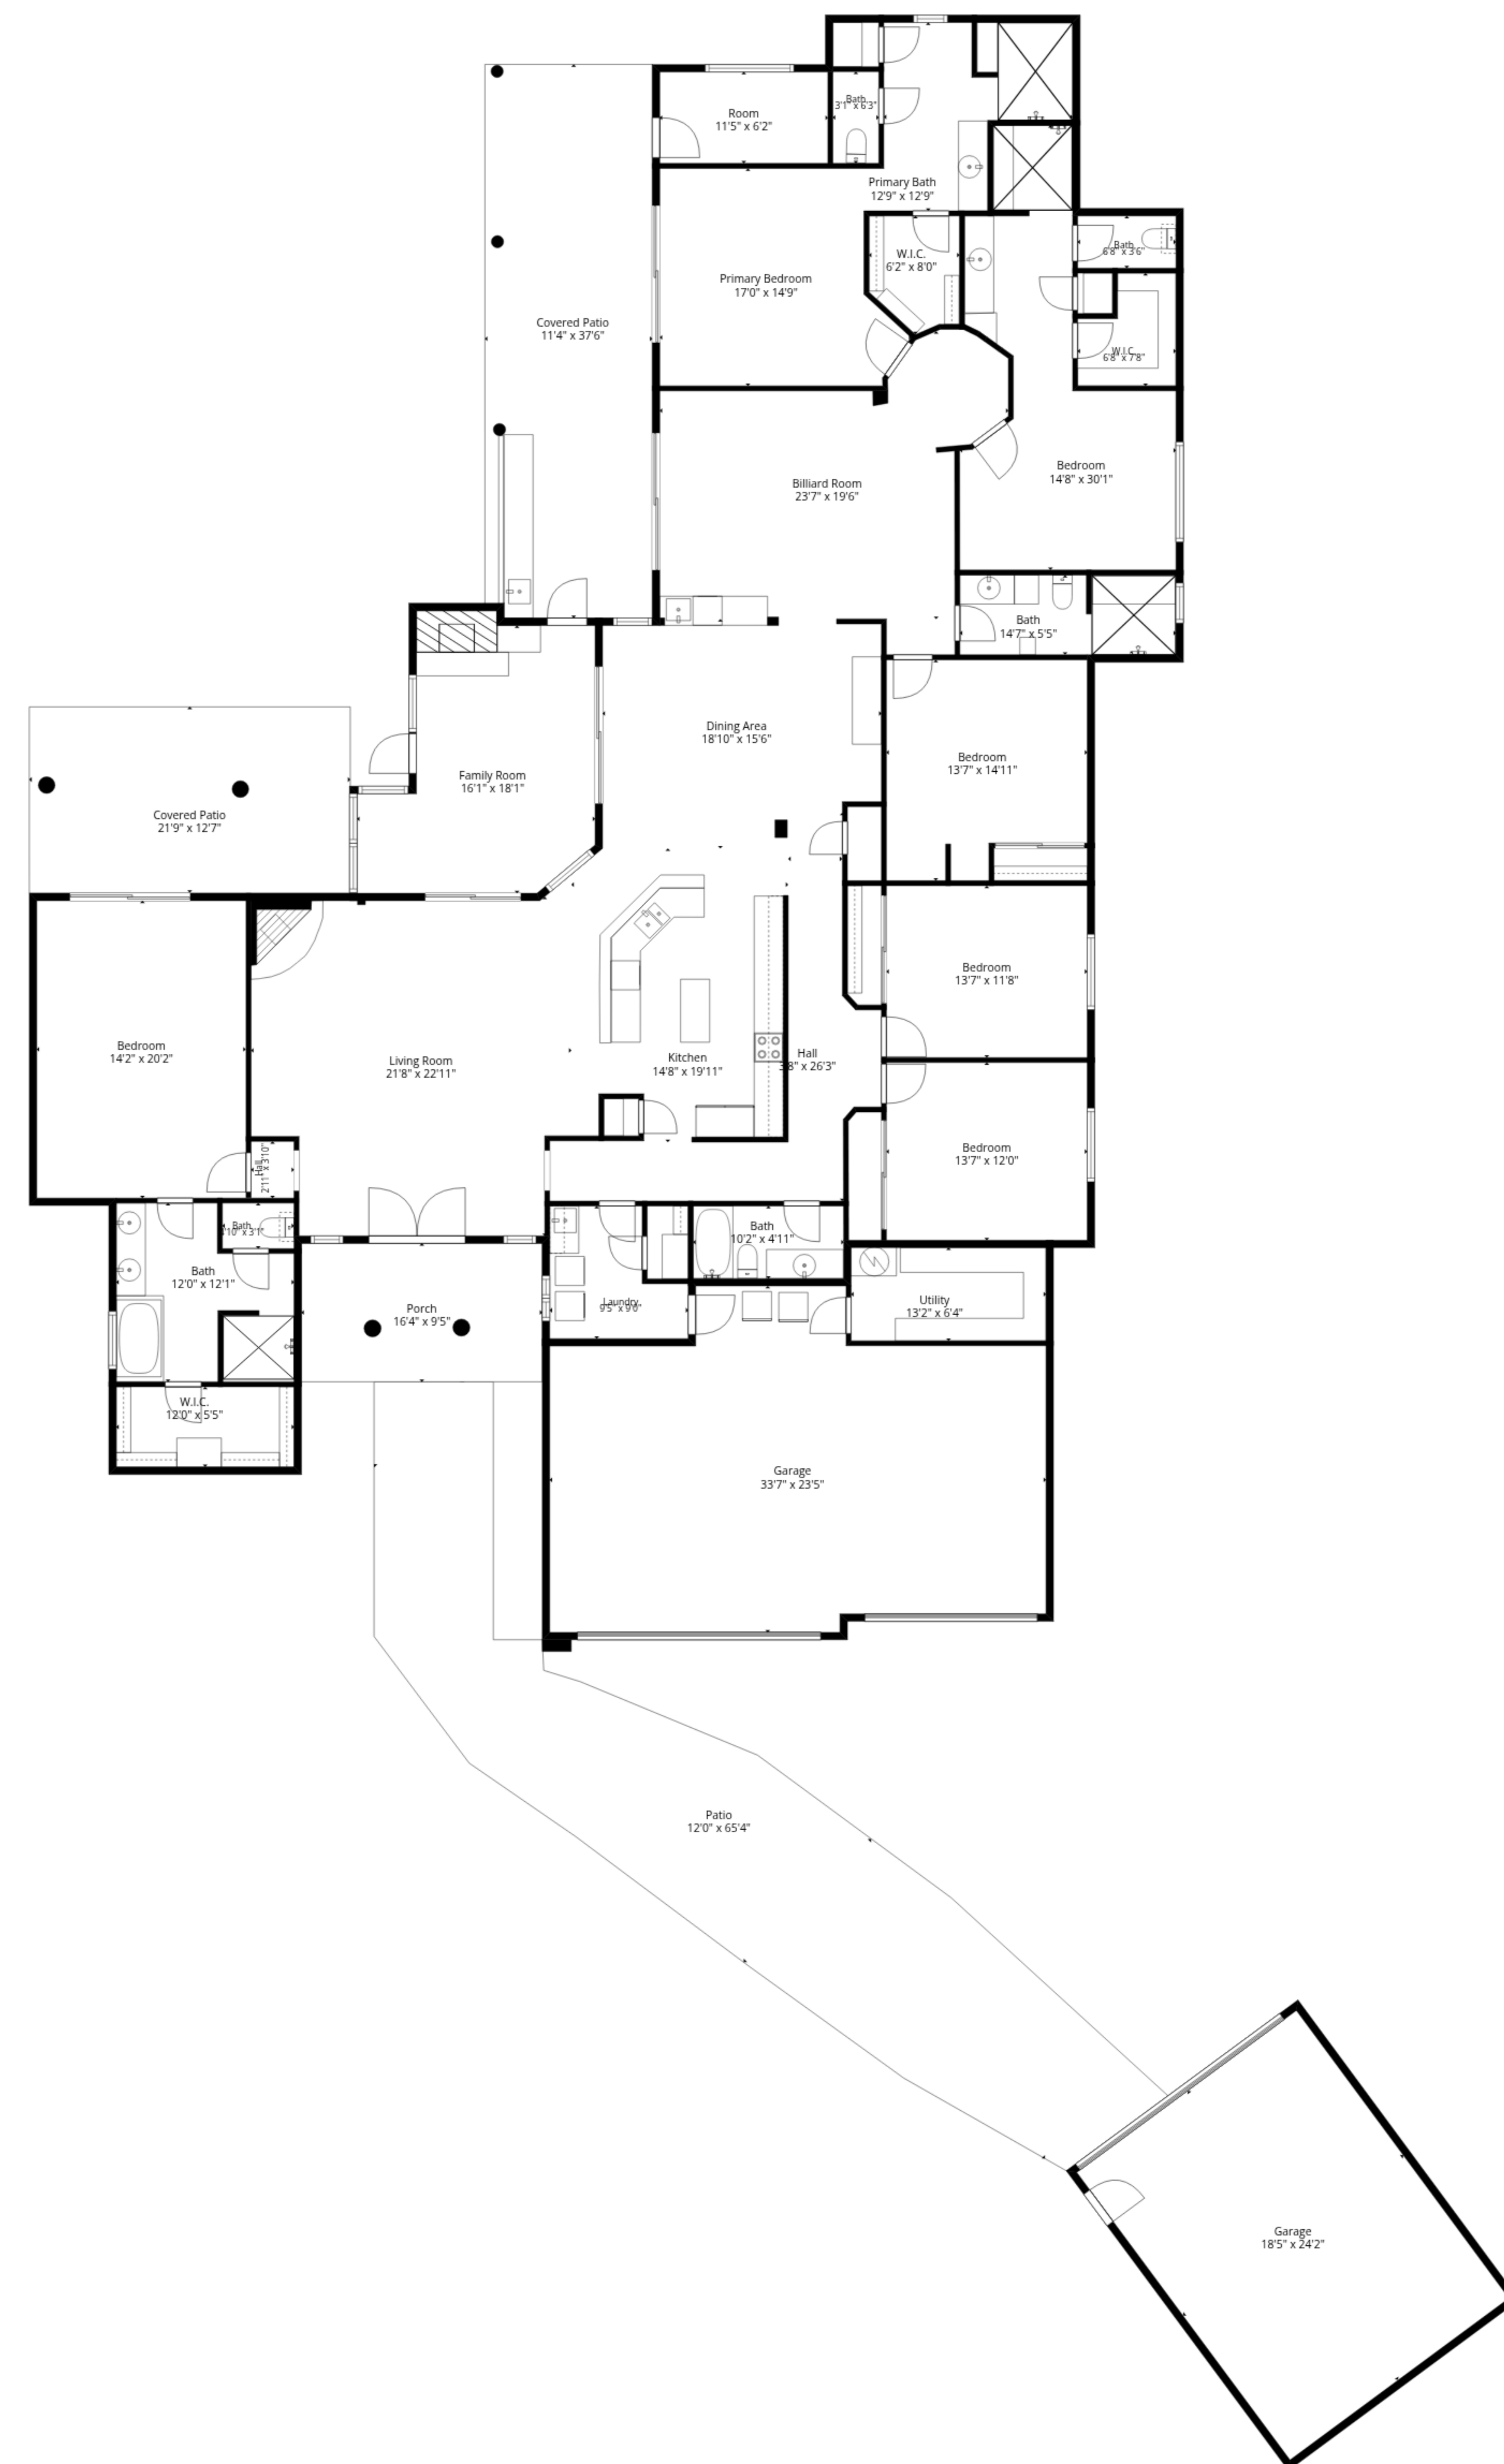 Bath
3'1" x 6'3"
Room
11'5" x 6'2"
Primary Bath
12'9" x 12'9"
Bath
6'8" x 3'6"
W.I.C.
6'2" x 8'0"
Primary Bedroom
17'0" x 14'9"
Covered Patio
11'4" x 37'6"
W.I.C.
6'8" x 7'8"
Bedroom
14'8" x 30'1"
Billiard Room
23'7" x 19'6"
Bath
14'7" x 5'5"
Dining Area
18'10" x 15'6"
Bedroom
13'7" x 14'11"
Family Room
16'1" x 18'1"
Covered Patio
21'9" x 12'7"
Bedroom
13'7" x 11'8"
Bedroom
14'2" x 20'2"
Living Room
21'8" x 22'11"
Kitchen
14'8" x 19'11"
Hall
3'8" x 26'3"
Bedroom
13'7" x 12'0"
Hall
2'11" x 3'10"
Bath
Bath
10'2" x 4'11"
Bath
12'0" x 12'1"
Laundry
9'5" x 9'6"
Utility
13'2" x 6'4"
Porch
16'4" x 9'5"
W.I.C.
12'0" x 5'5"
Garage
33'7" x 23'5"
Patio
12'0" x 65'4"
Garage
18'5" x 24'2"